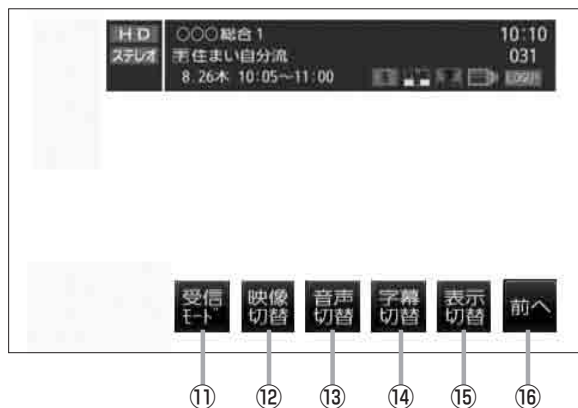 HD ○○○総合1 10:10
ステレオ 字住まい自分流 031
8.26木 10:05～11:00
受信モード 映像切替 音声切替 字幕切替 表示切替 前へ
⑪ ⑫ ⑬ ⑭ ⑮ ⑯